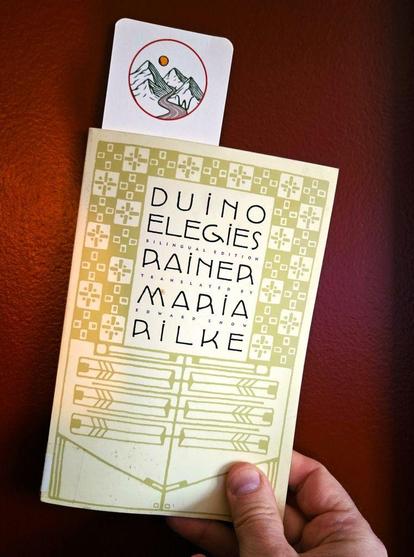 DUINO
ELEGIES
BILINGUAL EDITION
RAINER
TRANSLATED BY
MARIA
EDWARD SNOW
RILKE